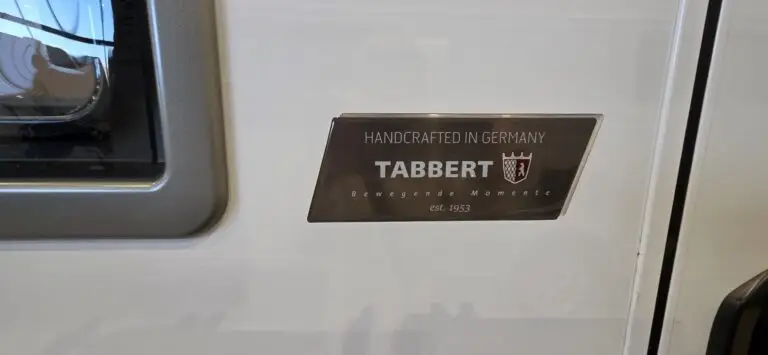 HANDCRAFTED IN GERMANY
TABBERT
Bewegende Momente
est. 1953